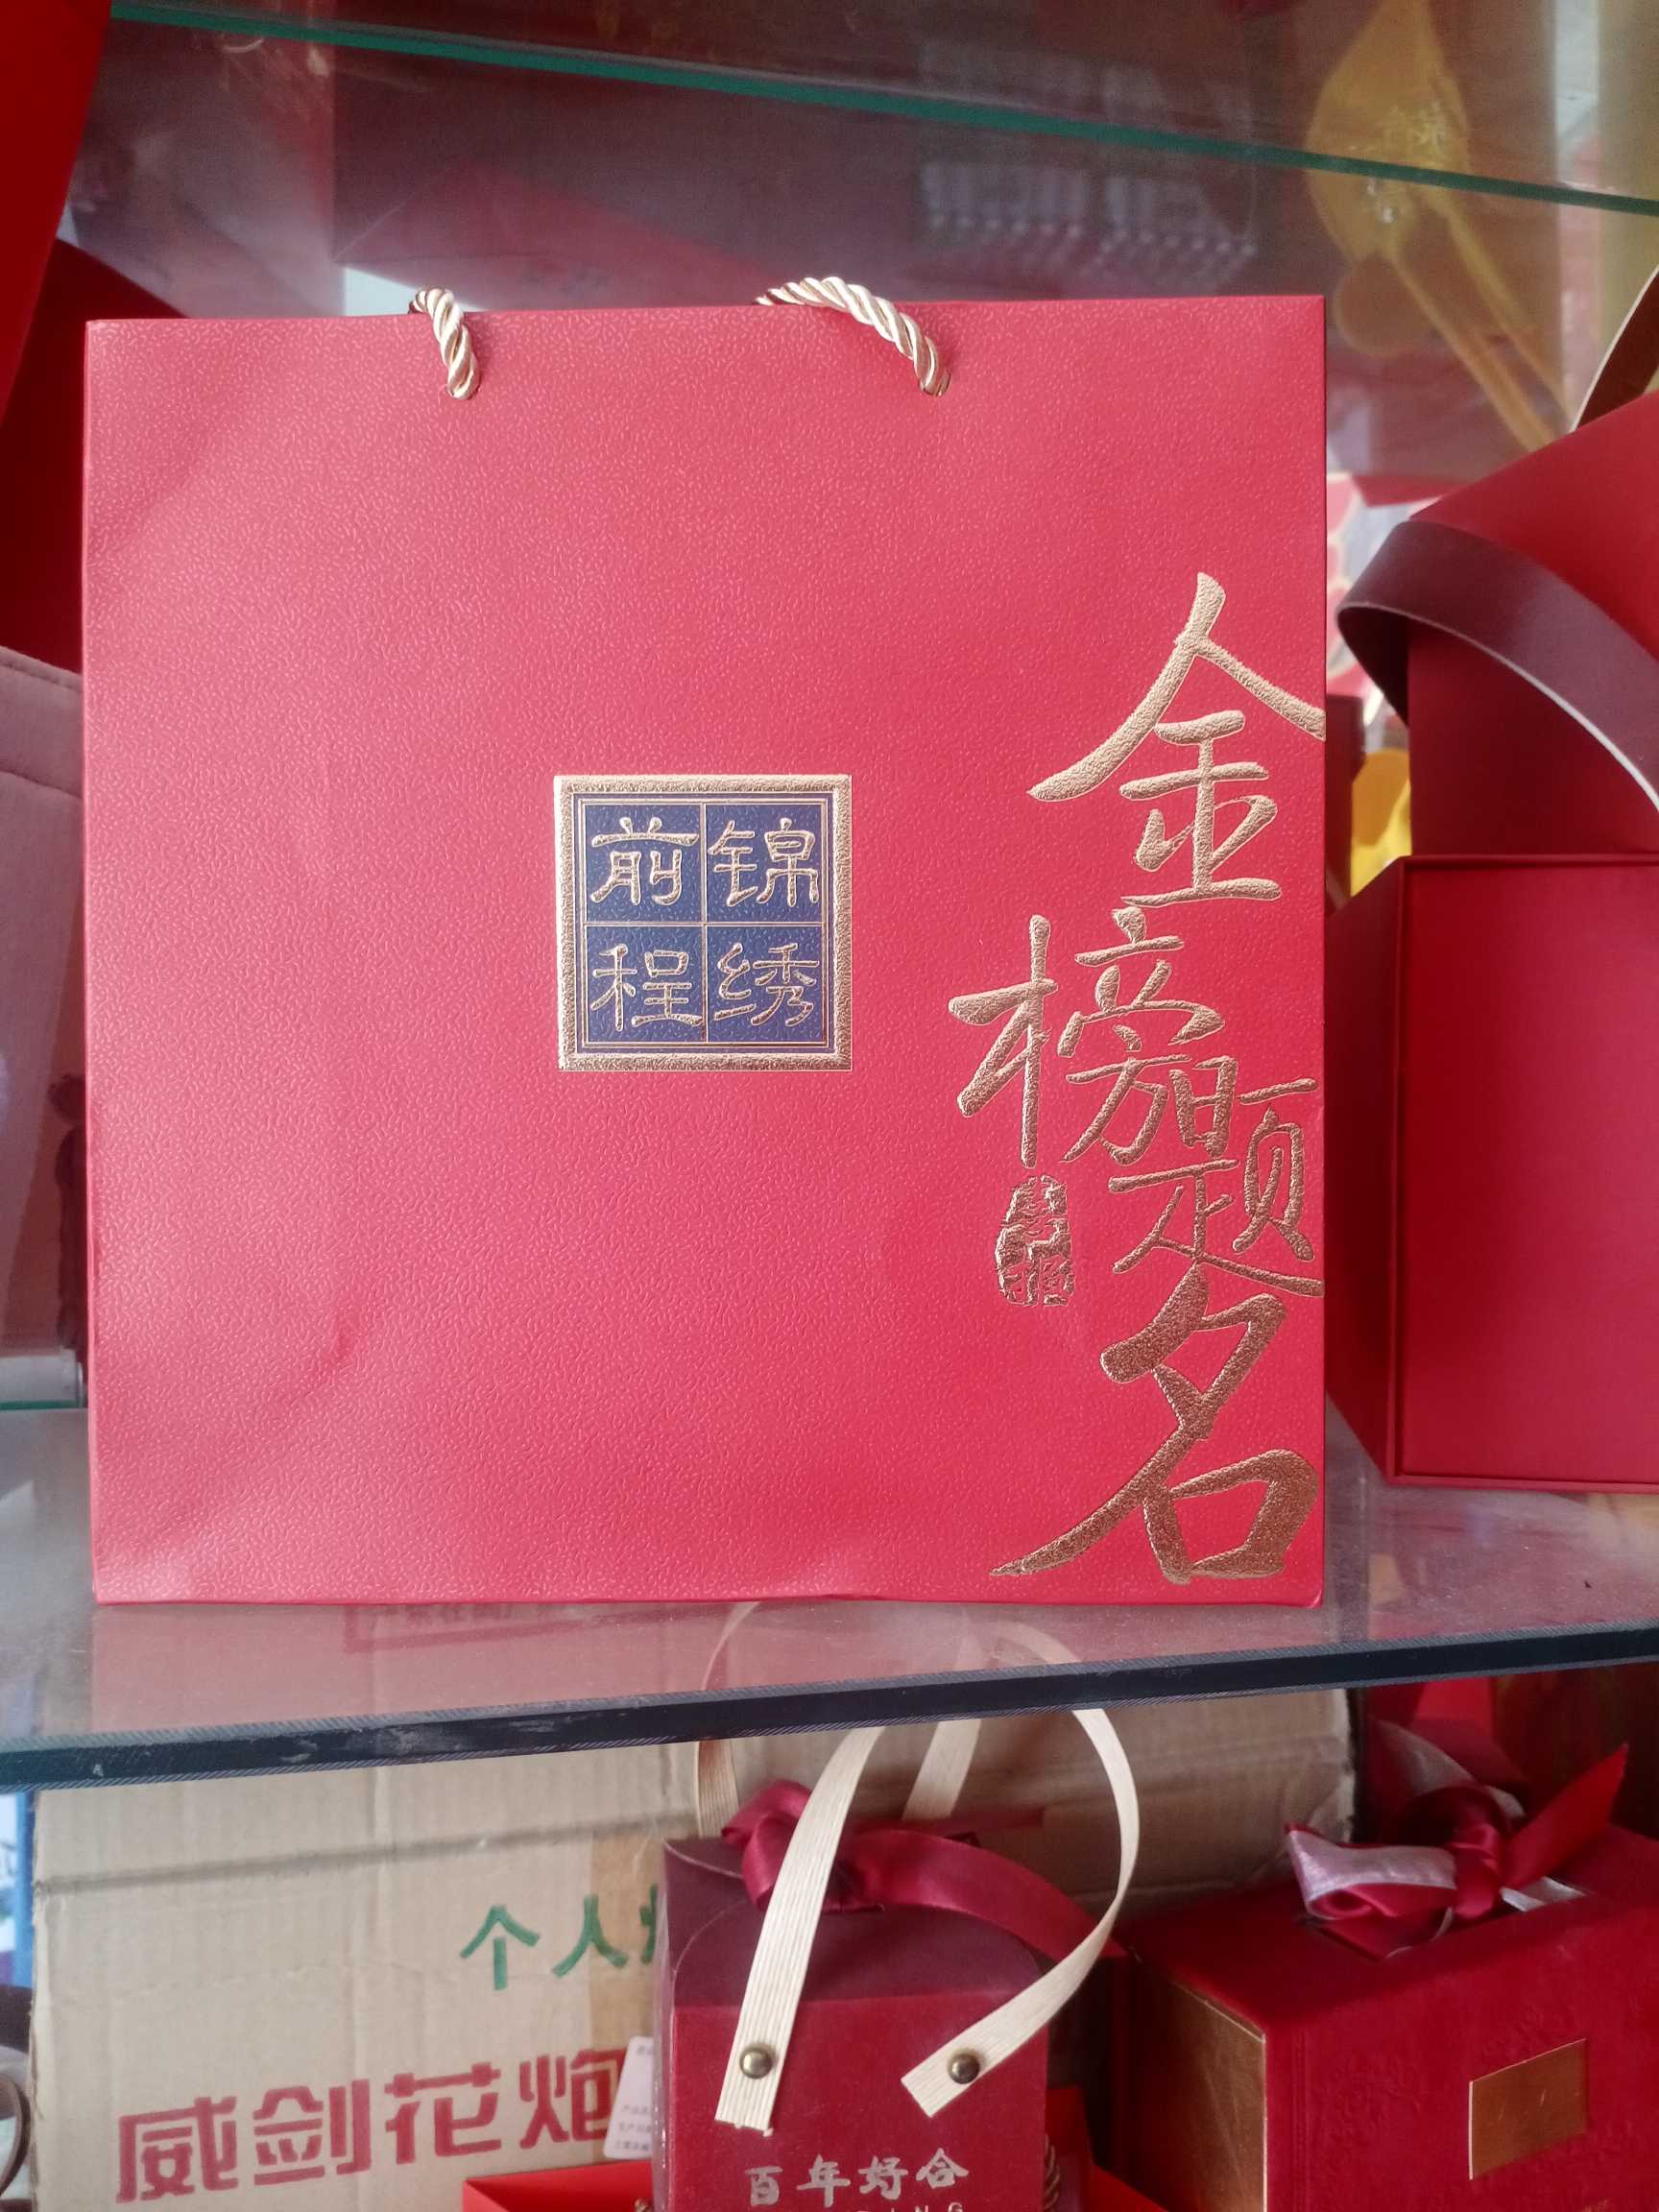 金榜题名
锦绣
前程
个人
威剑花炮
百年好合